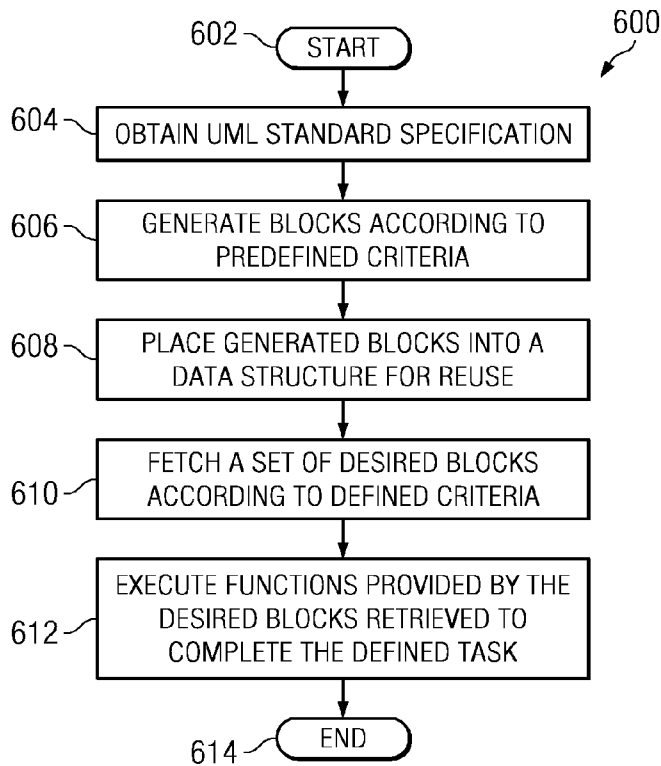 600
602
START
604
OBTAIN UML STANDARD SPECIFICATION
606
GENERATE BLOCKS ACCORDING TO
PREDEFINED CRITERIA
608
PLACE GENERATED BLOCKS INTO A
DATA STRUCTURE FOR REUSE
610
FETCH A SET OF DESIRED BLOCKS
ACCORDING TO DEFINED CRITERIA
612
EXECUTE FUNCTIONS PROVIDED BY THE
DESIRED BLOCKS RETRIEVED TO
COMPLETE THE DEFINED TASK
614
END